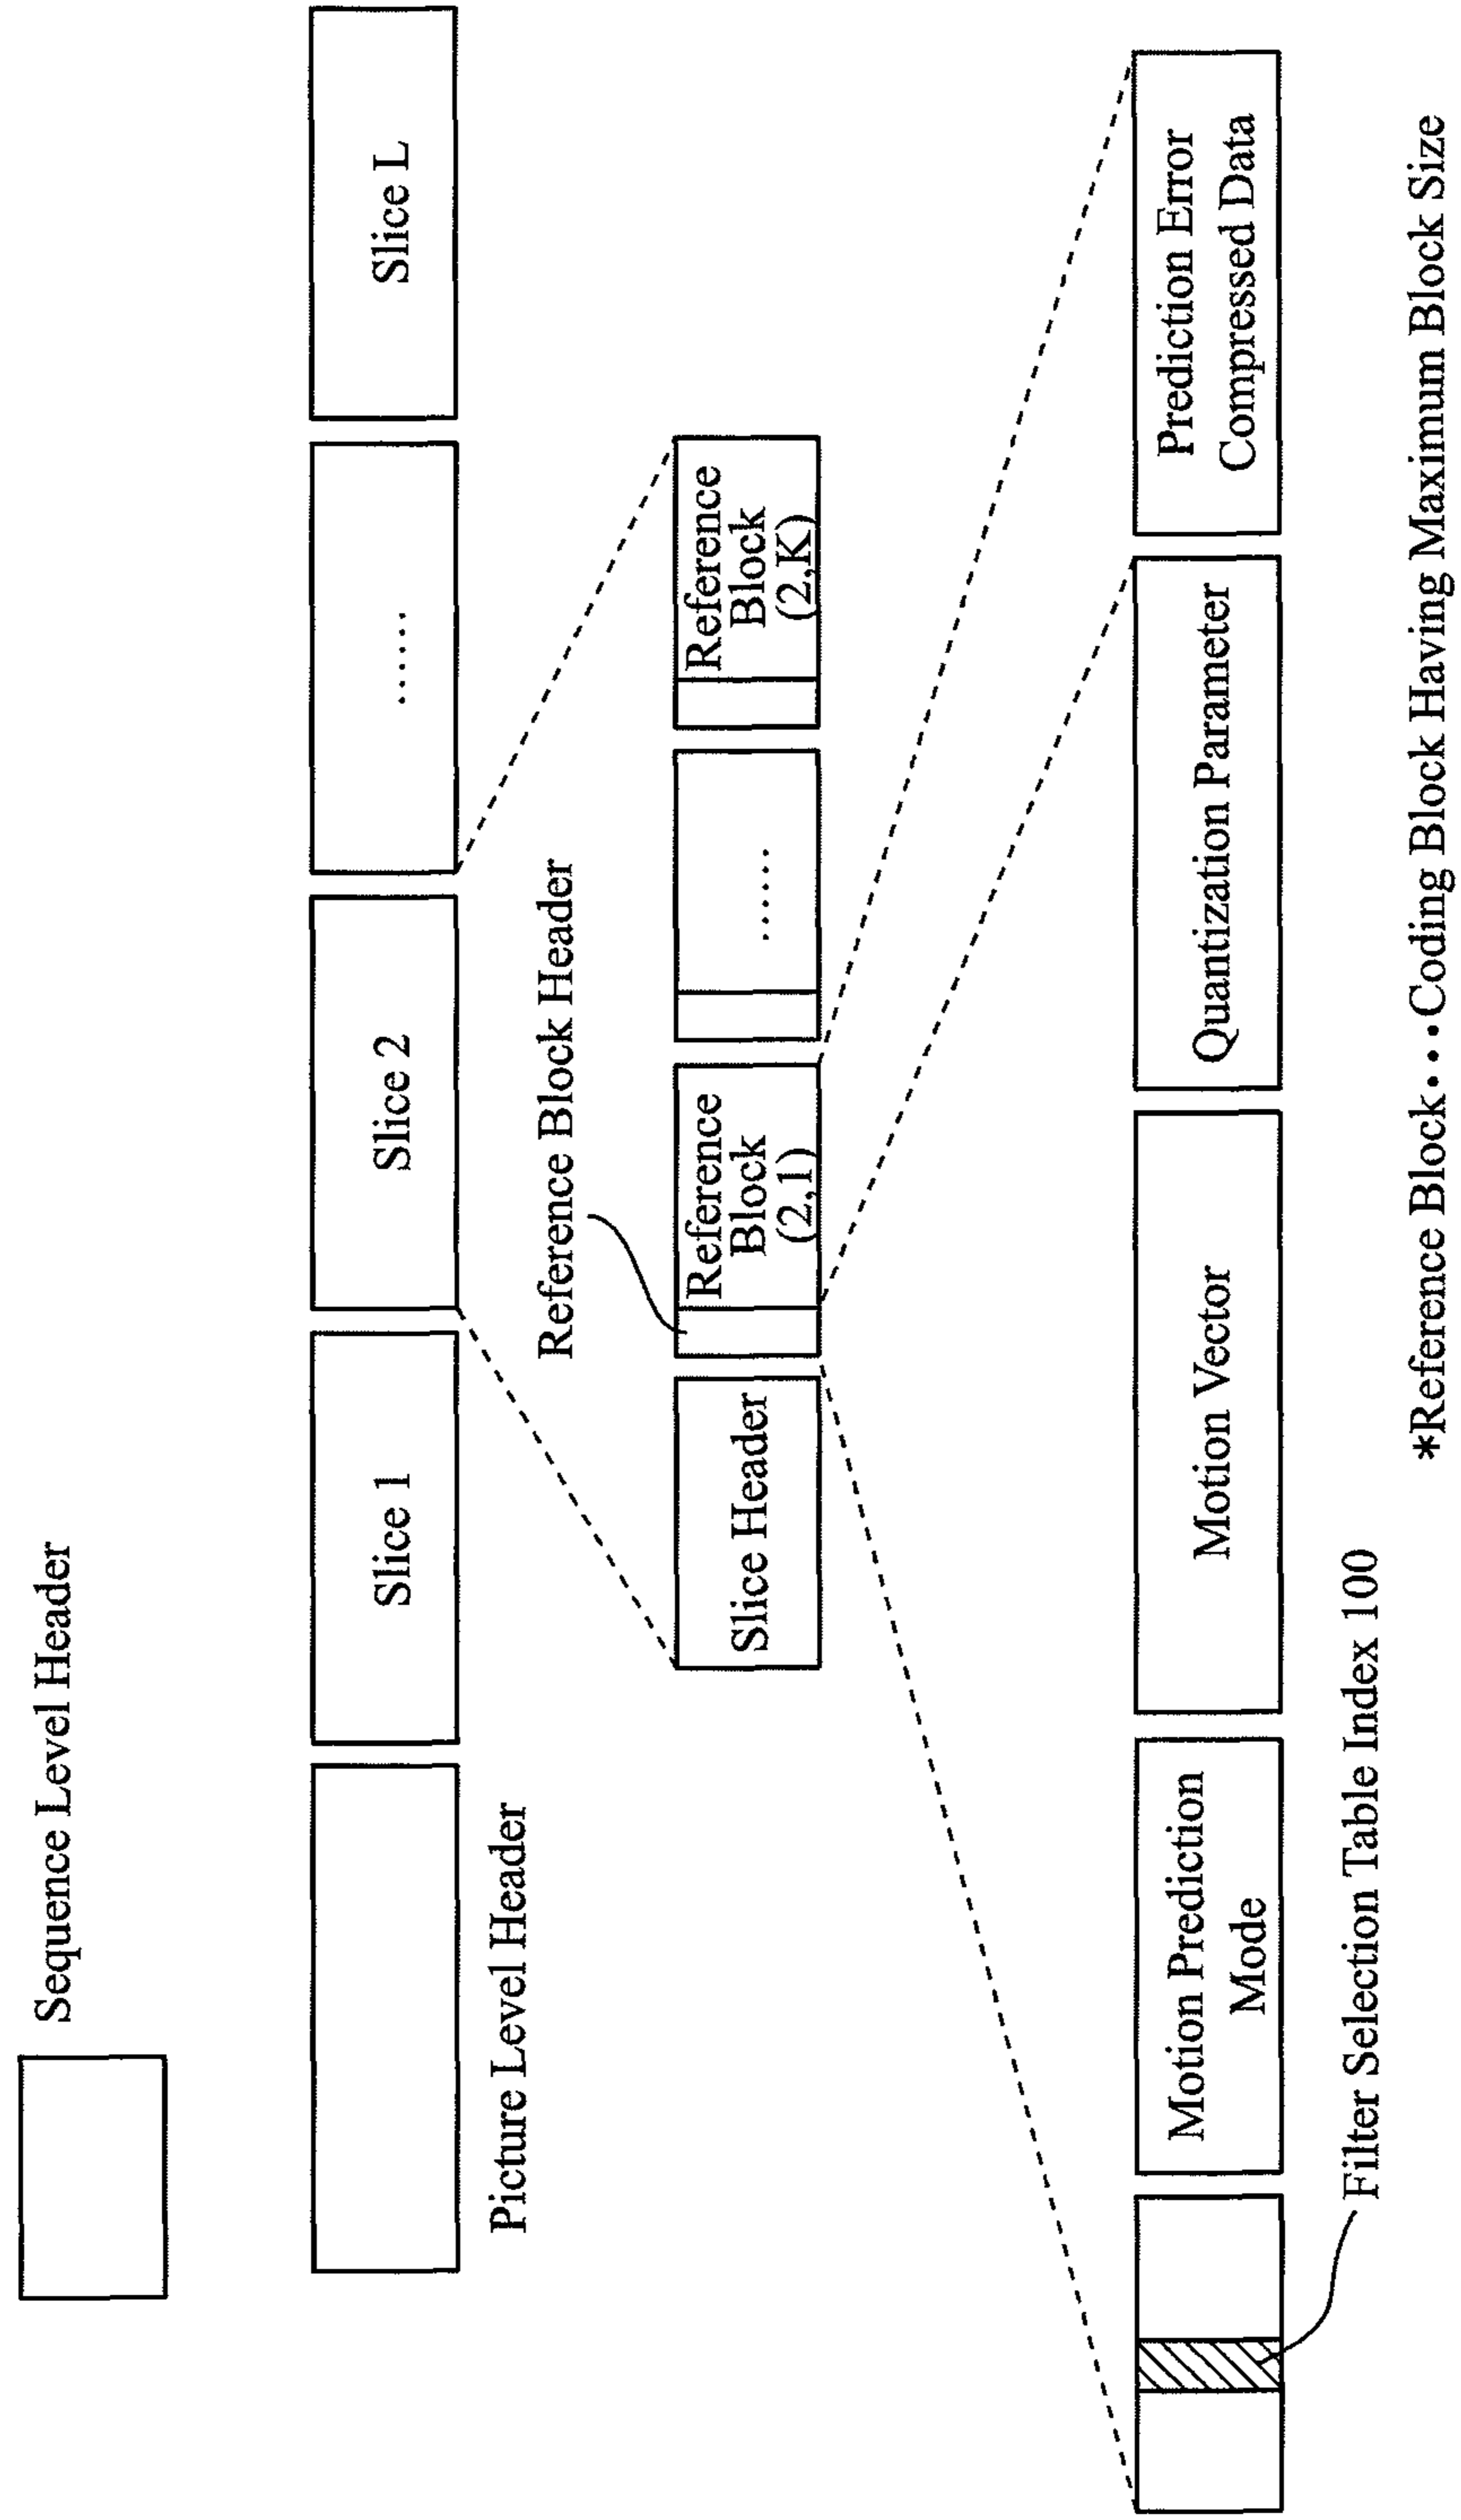 Sequence Level Header
Slice 1
Slice 2
......
Slice L
Picture Level Header
Reference Block Header
Slice Header
Reference
Block
(2,1)
......
Reference
Block
(2,K)
Motion Prediction
Mode
Motion Vector
Quantization Parameter
Prediction Error
Compressed Data
Filter Selection Table Index 100
*Reference Block•••Coding Block Having Maximum Block Size